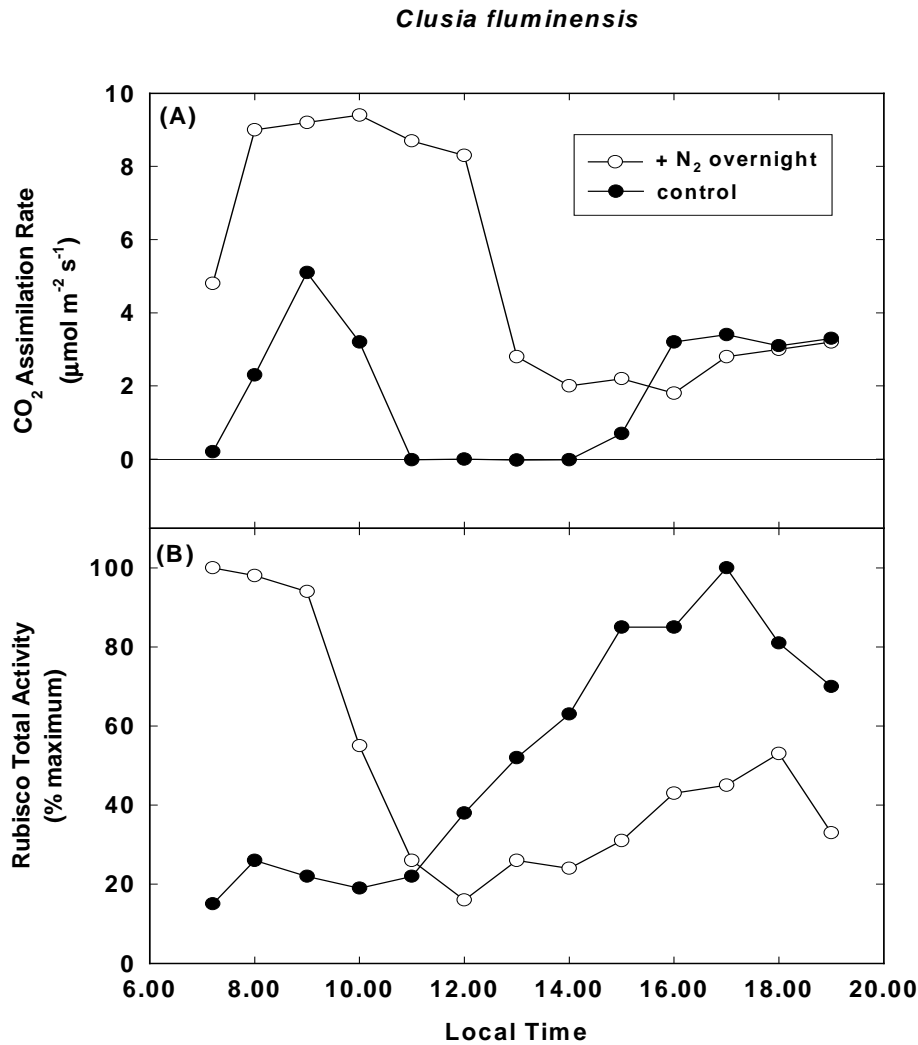 Clusia fluminensis
(A)
10
8
6
4
2
0
CO₂ Assimilation Rate
(µmol m⁻² s⁻¹)
+ N₂ overnight
control
(B)
100
80
60
40
20
0
Rubisco Total Activity
(% maximum)
6.00 8.00 10.00 12.00 14.00 16.00 18.00 20.00
Local Time